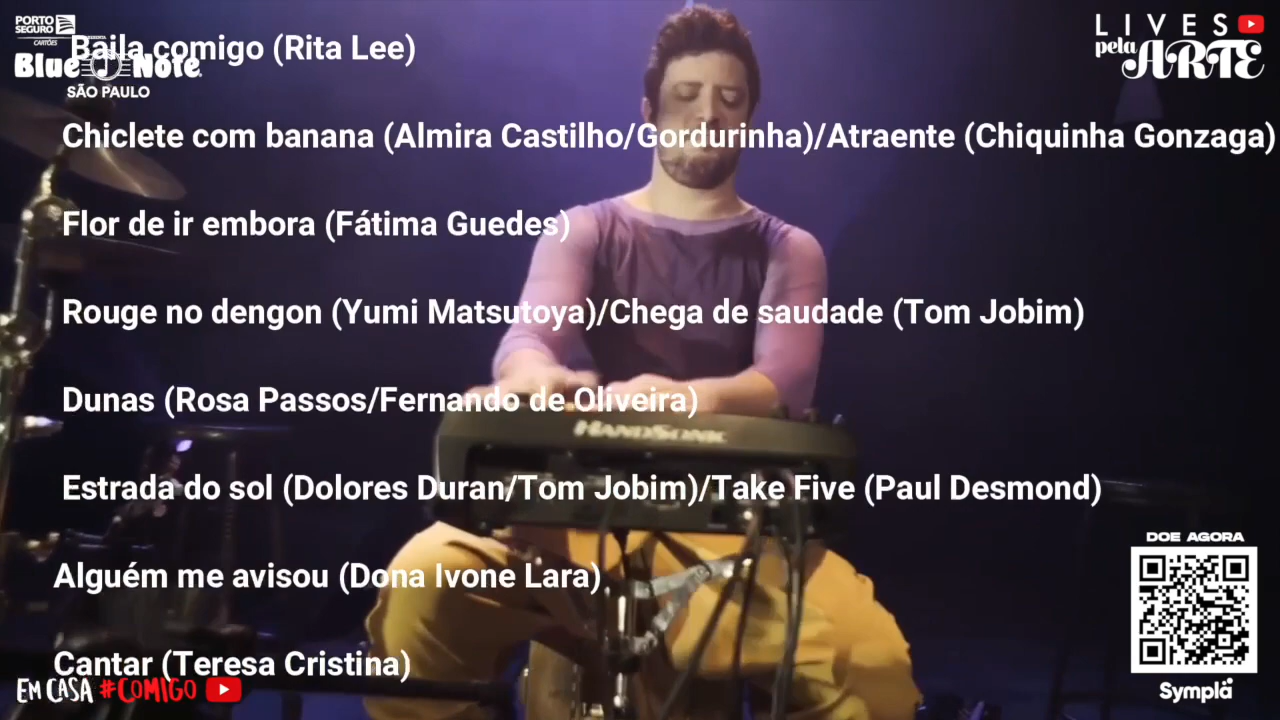 PORTO
SEGURO
CARTÕES
Baila comigo (Rita Lee)
Blue Note
SÃO PAULO
LIVES
pela
ARTE
Chiclete com banana (Almira Castilho/Gordurinha)/Atraente (Chiquinha Gonzaga)
Flor de ir embora (Fátima Guedes)
Rouge no dengon (Yumi Matsutoya)/Chega de saudade (Tom Jobim)
Dunas (Rosa Passos/Fernando de Oliveira)
HANDSONIC
Estrada do sol (Dolores Duran/Tom Jobim)/Take Five (Paul Desmond)
DOE AGORA
Alguém me avisou (Dona Ivone Lara)
Cantar (Teresa Cristina)
EM CASA #COMIGO
Sympla